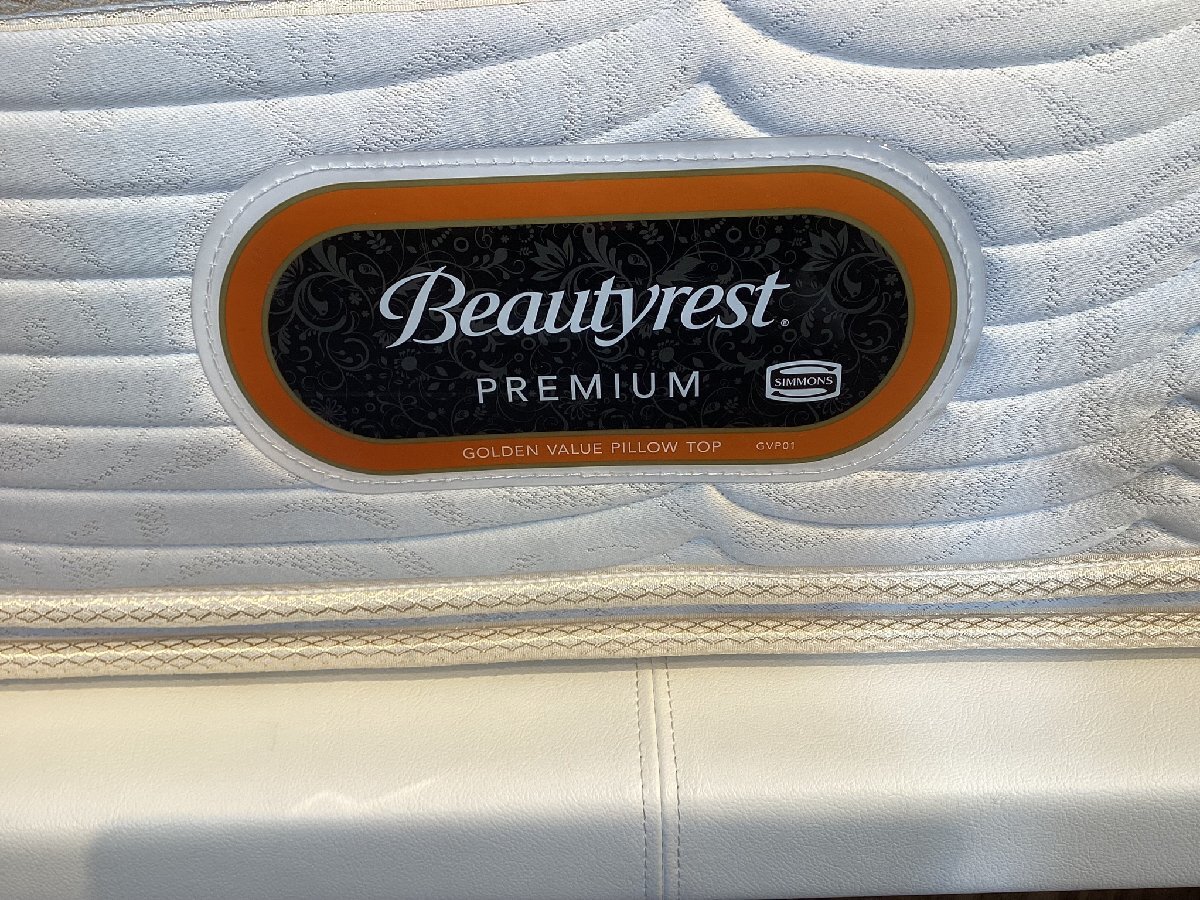 Beautyrest®
PREMIUM
SIMMONS
GOLDEN VALUE PILLOW TOP GVP01